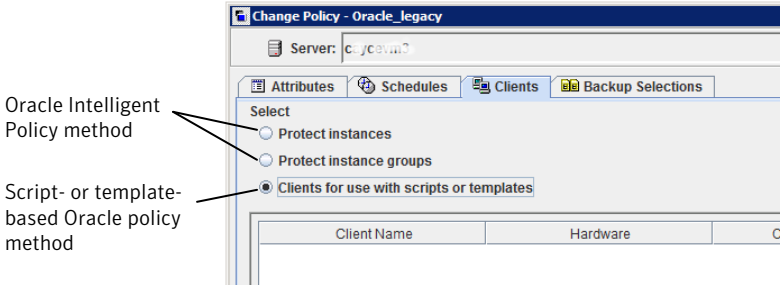 Change Policy - Oracle_legacy
Server:
Attributes Schedules Clients Backup Selections
Select
Oracle Intelligent
Policy method
Protect instances
Protect instance groups
Script- or template-
based Oracle policy
method
Clients for use with scripts or templates
Client Name Hardware